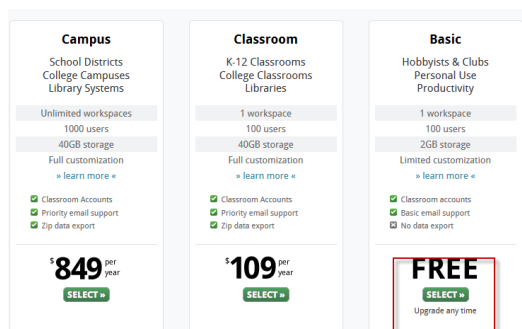 Campus
School Districts
College Campuses
Library Systems
Unlimited workspaces
1000 users
40GB storage
Full customization
» learn more «
Classroom Accounts
Priority email support
Zip data export
$849 per year
SELECT »
Classroom
K-12 Classrooms
College Classrooms
Libraries
1 workspace
100 users
40GB storage
Full customization
» learn more «
Classroom Accounts
Priority email support
Zip data export
$109 per year
SELECT »
Basic
Hobbyists & Clubs
Personal Use
Productivity
1 workspace
100 users
2GB storage
Limited customization
» learn more «
Classroom accounts
Basic email support
No data export
FREE
SELECT »
Upgrade any time